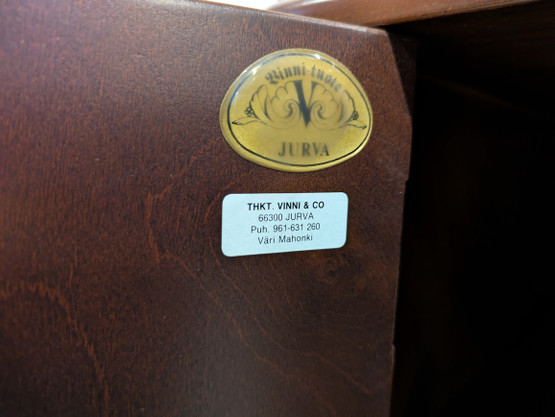 Vinni tuote
V
JURVA
THKT. VINNI & CO
66300 JURVA
Puh. 961-631 260
Väri Mahonki